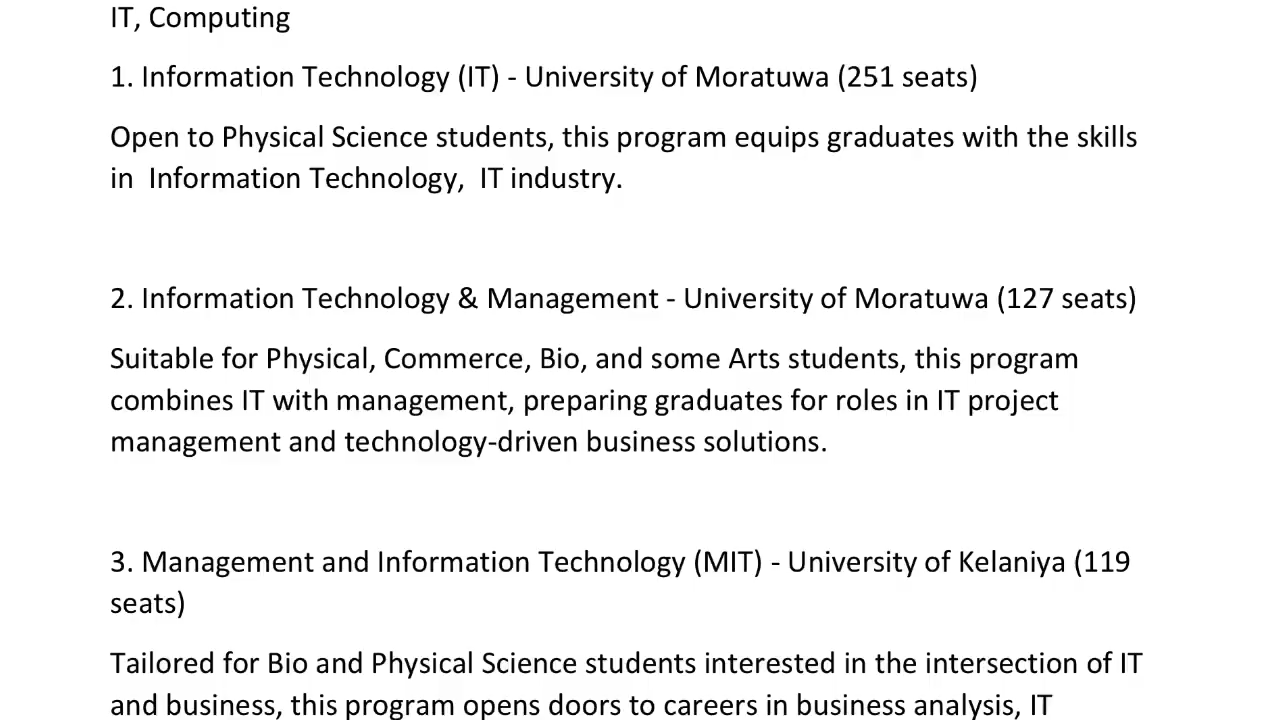 IT, Computing
1. Information Technology (IT) - University of Moratuwa (251 seats)
Open to Physical Science students, this program equips graduates with the skills
in  Information Technology,  IT industry.
2. Information Technology & Management - University of Moratuwa (127 seats)
Suitable for Physical, Commerce, Bio, and some Arts students, this program
combines IT with management, preparing graduates for roles in IT project
management and technology-driven business solutions.
3. Management and Information Technology (MIT) - University of Kelaniya (119
seats)
Tailored for Bio and Physical Science students interested in the intersection of IT
and business, this program opens doors to careers in business analysis, IT